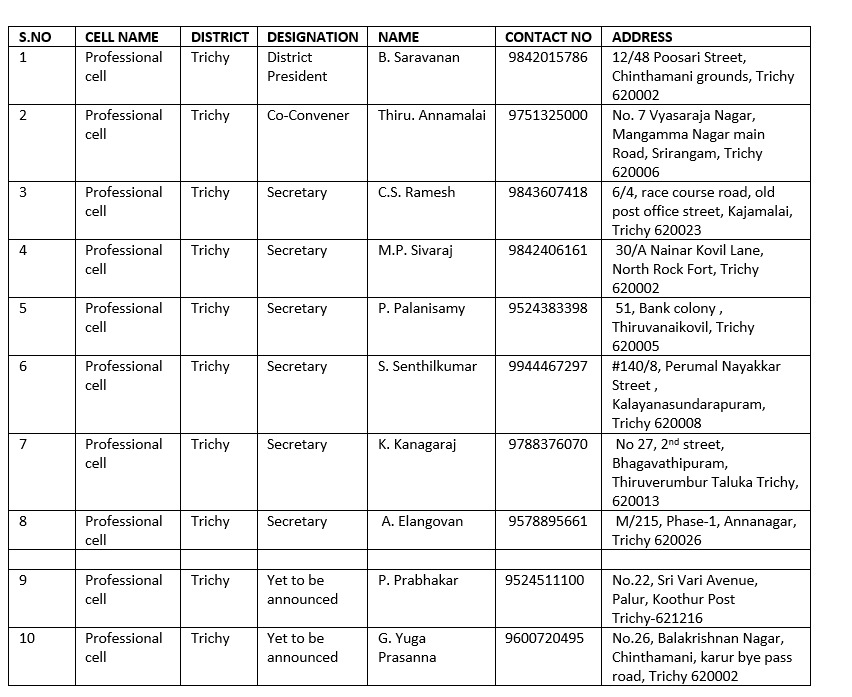 S.NO CELL NAME DISTRICT DESIGNATION NAME CONTACT NO ADDRESS
1 Professional cell Trichy District President B. Saravanan 9842015786 12/48 Poosari Street, Chinthamani grounds, Trichy 620002
2 Professional cell Trichy Co-Convener Thiru. Annamalai 9751325000 No. 7 Vyasaraja Nagar, Mangamma Nagar main Road, Srirangam, Trichy 620006
3 Professional cell Trichy Secretary C.S. Ramesh 9843607418 6/4, race course road, old post office street, Kajamalai, Trichy 620023
4 Professional cell Trichy Secretary M.P. Sivaraj 9842406161 30/A Nainar Kovil Lane, North Rock Fort, Trichy 620002
5 Professional cell Trichy Secretary P. Palanisamy 9524383398 51, Bank colony , Thiruvanaikovil, Trichy 620005
6 Professional cell Trichy Secretary S. Senthilkumar 9944467297 #140/8, Perumal Nayakkar Street , Kalayanasundarapuram, Trichy 620008
7 Professional cell Trichy Secretary K. Kanagaraj 9788376070 No 27, 2nd street, Bhagavathipuram, Thiruverumbur Taluka Trichy, 620013
8 Professional cell Trichy Secretary A. Elangovan 9578895661 M/215, Phase-1, Annanagar, Trichy 620026
9 Professional cell Trichy Yet to be announced P. Prabhakar 9524511100 No.22, Sri Vari Avenue, Palur, Koothur Post Trichy-621216
10 Professional cell Trichy Yet to be announced G. Yuga Prasanna 9600720495 No.26, Balakrishnan Nagar, Chinthamani, karur bye pass road, Trichy 620002